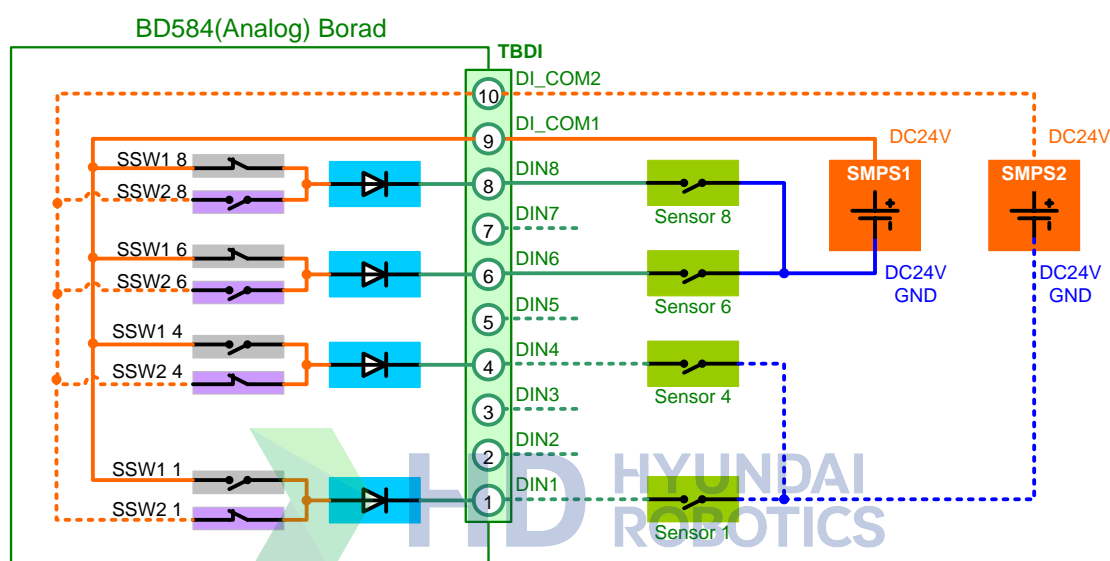 BD584(Analog) Borad
TBDI
DI_COM2
10
DI_COM1
DC24V
DC24V
9
SSW1 8
DIN8
SMPS1
SMPS2
8
+
+
SSW2 8
Sensor 8
DIN7
7
SSW1 6
DIN6
6
DC24V
GND
DC24V
GND
SSW2 6
Sensor 6
DIN5
5
SSW1 4
DIN4
4
SSW2 4
Sensor 4
DIN3
3
DIN2
2
SSW1 1
HD HYUNDAI
ROBOTICS
DIN1
1
SSW2 1
Sensor 1